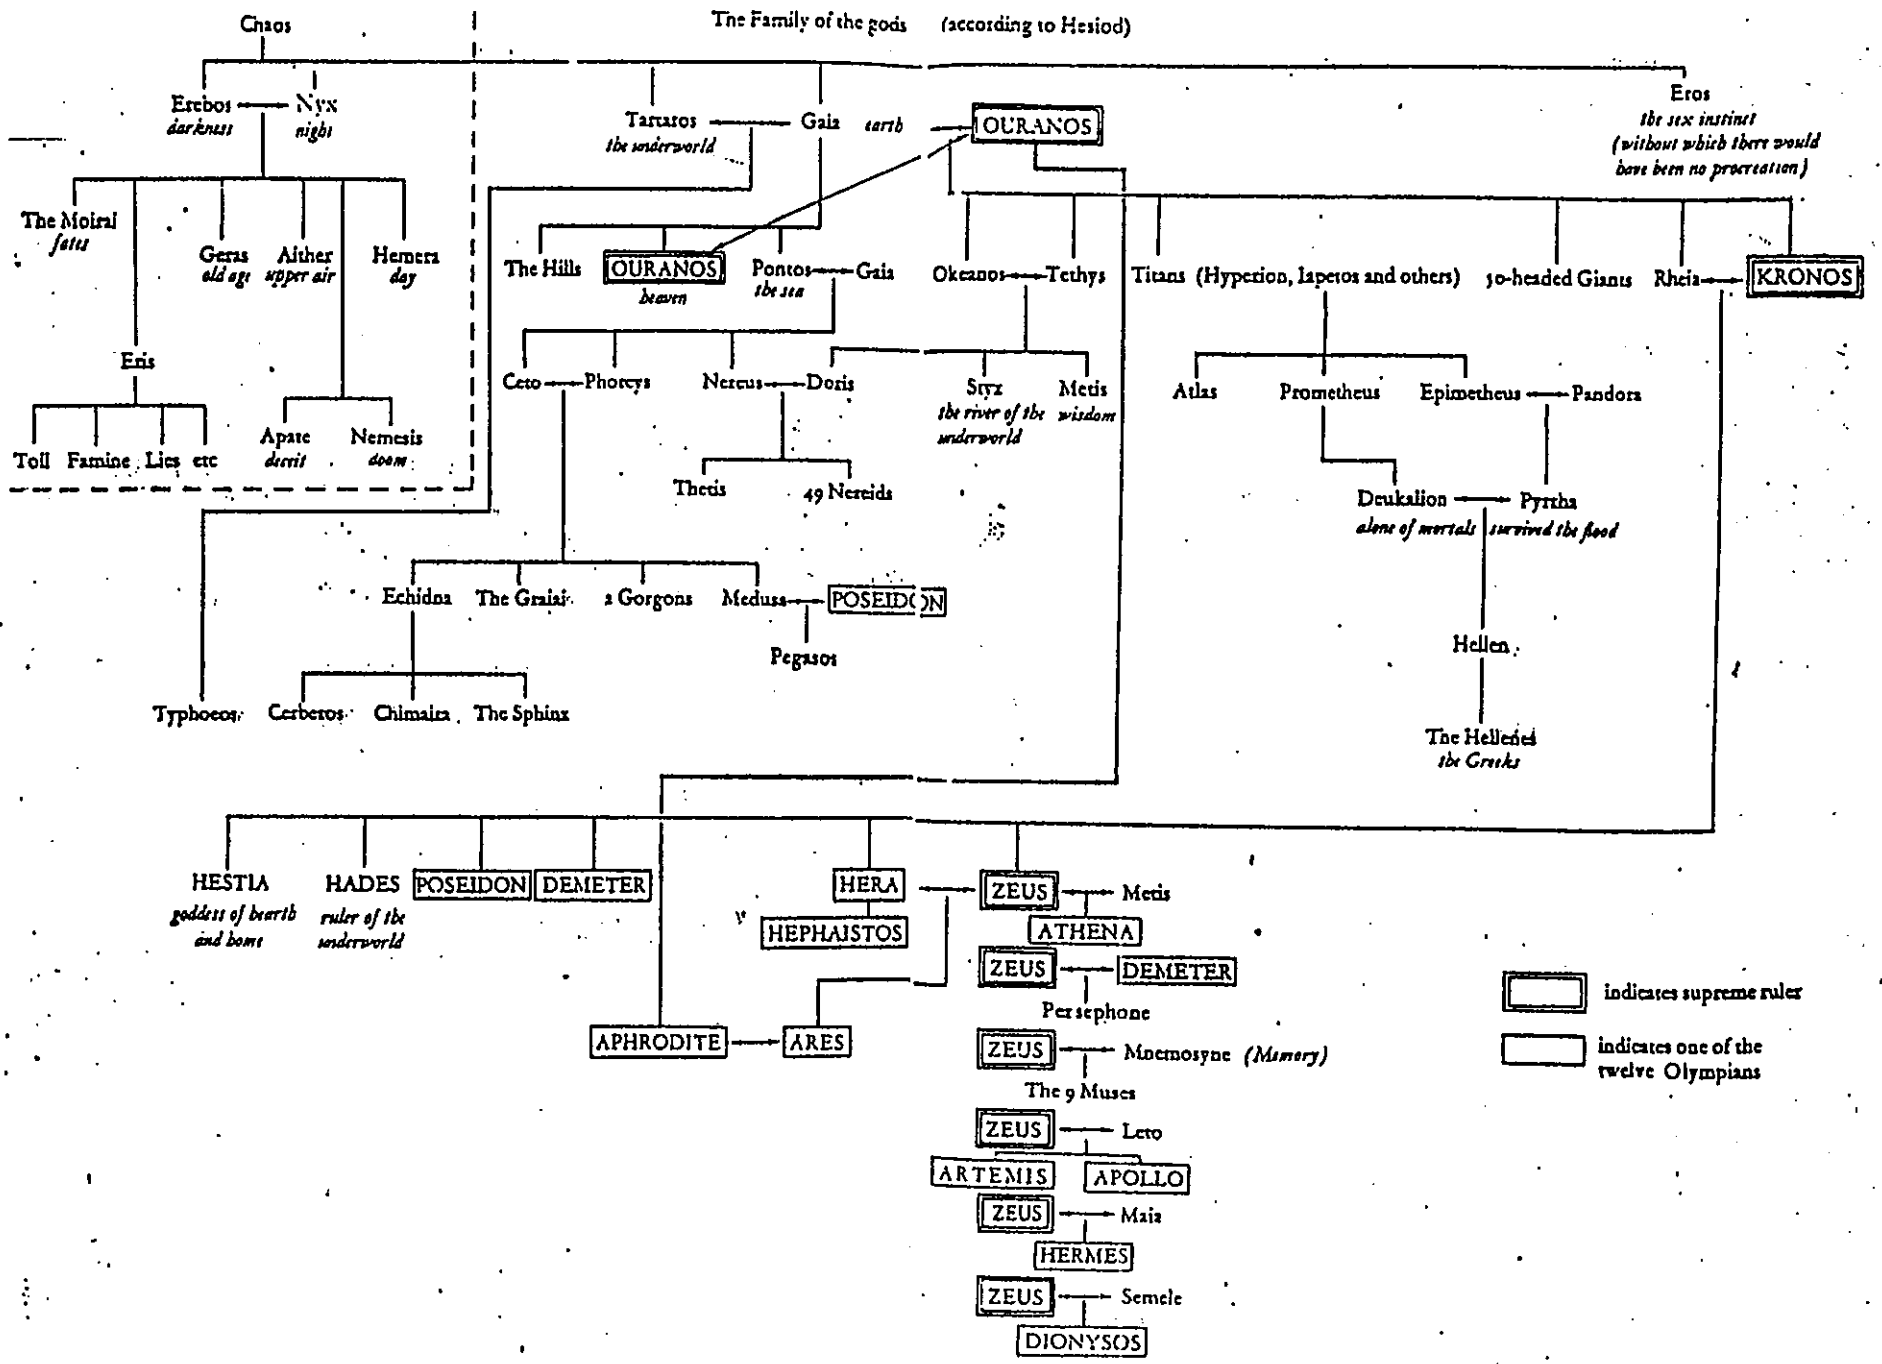 The Family of the gods (according to Hesiod)
Chaos
Erebos Nyx
darkness night
Tartaros Gaia earth OURANOS
the underworld
Eros
the sex instinct
(without which there would
have been no procreation)
The Moirai
fates
Geras Aither Hemera
old age upper air day
The Hills OURANOS Pontos Gaia
heaven the sea
Okeanos Tethys Titans (Hyperion, Iapetos and others) 50-headed Giants Rheia KRONOS
Eris
Ceto Phorcys Nereus Doris
Styx Metis
the river of the wisdom
underworld
Atlas Prometheus Epimetheus Pandora
Apate Nemesis
deceit doom
Toil Famine Lies etc
Thetis 49 Nereids
Deukalion Pyrrha
alone of mortals survived the flood
Echidna The Graiai 2 Gorgons Medusa POSEIDON
Pegasos
Hellen
Typhoeos Cerberos Chimaira The Sphinx
The Hellenes
the Greeks
HESTIA HADES POSEIDON DEMETER HERA ZEUS Metis
goddess of hearth ruler of the
and home underworld
HEPHAISTOS ATHENA
ZEUS DEMETER
Persephone
APHRODITE ARES
ZEUS Mnemosyne (Memory)
The 9 Muses
ZEUS Leto
ARTEMIS APOLLO
ZEUS Maia
HERMES
ZEUS Semele
DIONYSOS
indicates supreme ruler
indicates one of the
twelve Olympians